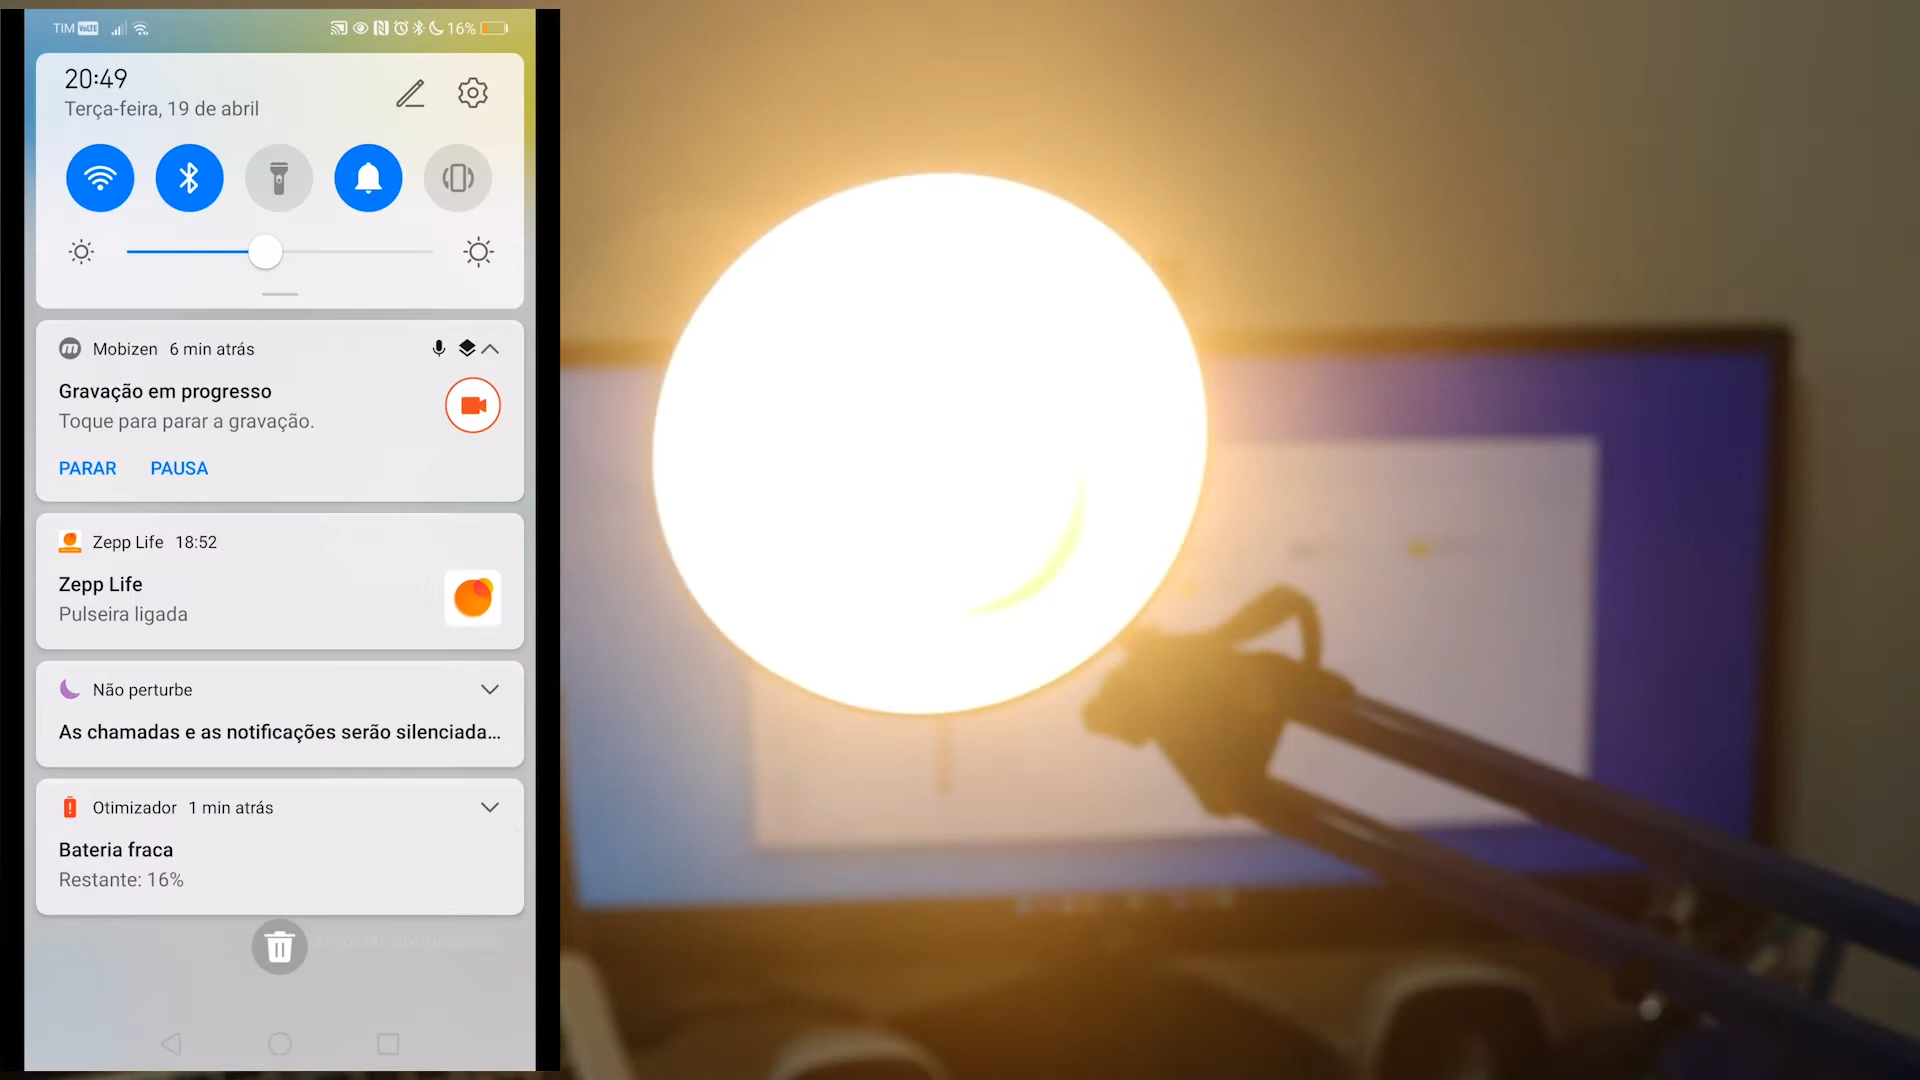 TIM VoLTE 16%
20:49
Terça-feira, 19 de abril
Mobizen 6 min atrás
Gravação em progresso
Toque para parar a gravação.
PARAR PAUSA
Zepp Life 18:52
Zepp Life
Pulseira ligada
Não perturbe
As chamadas e as notificações serão silenciada...
Otimizador 1 min atrás
Bateria fraca
Restante: 16%